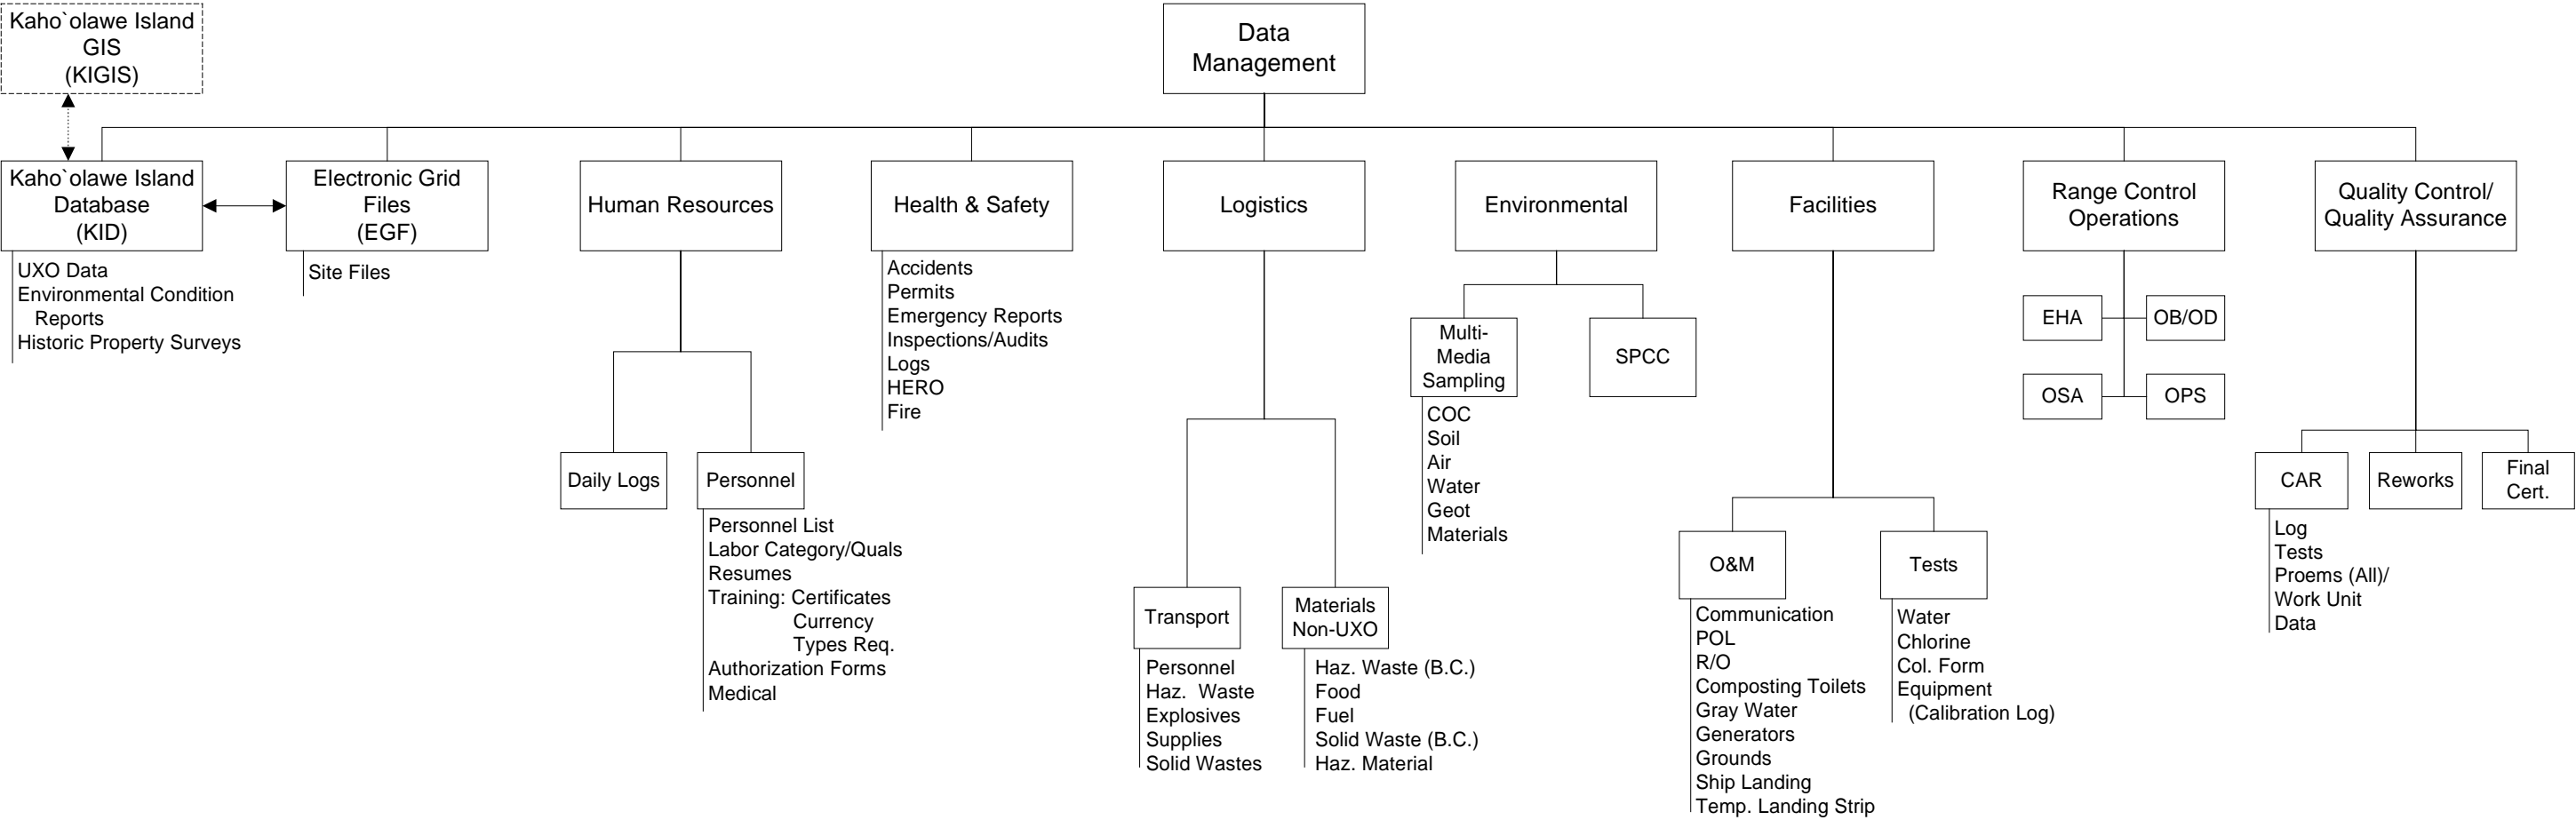 Kaho`olawe Island
GIS
(KIGIS)
Data
Management
Kaho`olawe Island
Database
(KID)
Electronic Grid
Files
(EGF)
Human Resources
Health & Safety
Logistics
Environmental
Facilities
Range Control
Operations
Quality Control/
Quality Assurance
UXO Data
Environmental Condition
Reports
Historic Property Surveys
Site Files
Daily Logs
Personnel
Personnel List
Labor Category/Quals
Resumes
Training: Certificates
Currency
Types Req.
Authorization Forms
Medical
Accidents
Permits
Emergency Reports
Inspections/Audits
Logs
HERO
Fire
Transport
Personnel
Haz. Waste
Explosives
Supplies
Solid Wastes
Materials
Non-UXO
Haz. Waste (B.C.)
Food
Fuel
Solid Waste (B.C.)
Haz. Material
Multi-
Media
Sampling
COC
Soil
Air
Water
Geot
Materials
SPCC
O&M
Communication
POL
R/O
Composting Toilets
Gray Water
Generators
Grounds
Ship Landing
Temp. Landing Strip
Tests
Water
Chlorine
Col. Form
Equipment
(Calibration Log)
EHA
OB/OD
OSA
OPS
CAR
Log
Tests
Proems (All)/
Work Unit
Data
Reworks
Final
Cert.